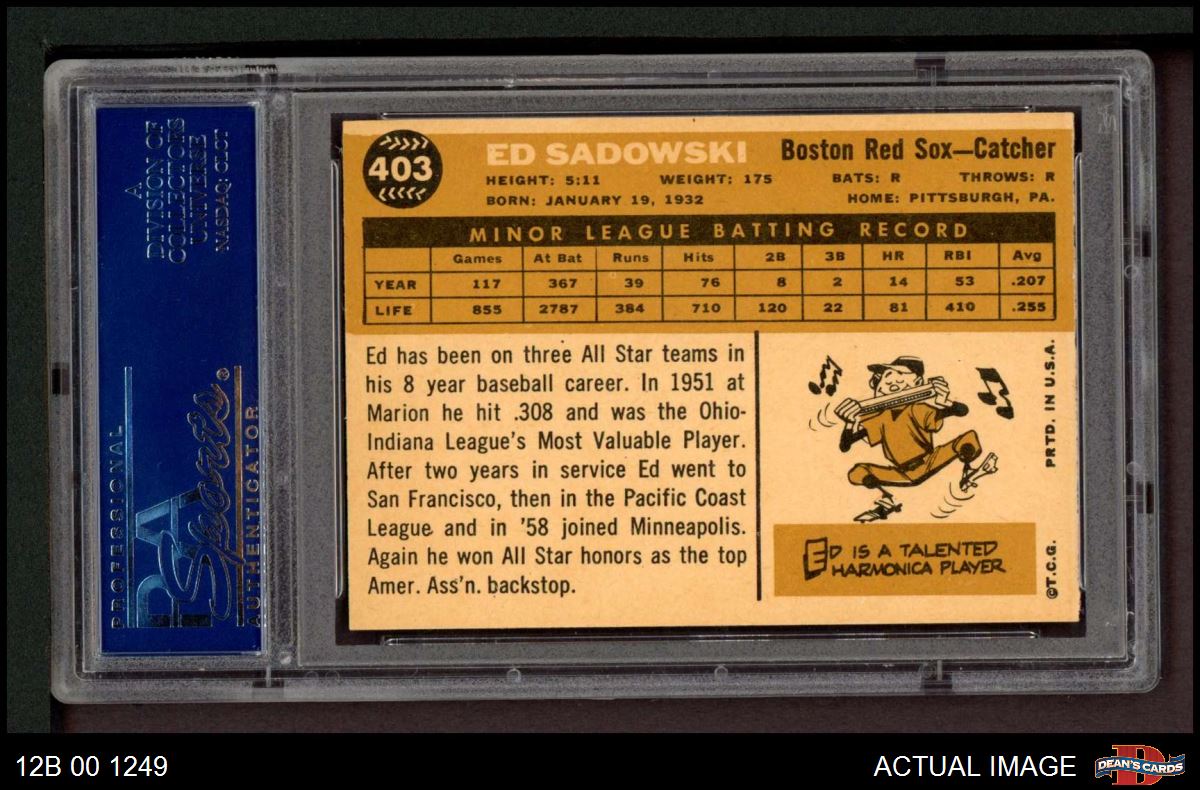 A
DIVISION OF
COLLECTORS
UNIVERSE
NASDAQ: CLCT
PROFESSIONAL
PSA
Sports®
AUTHENTICATOR
403
ED SADOWSKI
Boston Red Sox—Catcher
HEIGHT: 5:11 WEIGHT: 175 BATS: R THROWS: R
BORN: JANUARY 19, 1932 HOME: PITTSBURGH, PA.
MINOR LEAGUE BATTING RECORD
Games At Bat Runs Hits 2B 3B HR RBI Avg
YEAR 117 367 39 76 8 2 14 53 .207
LIFE 855 2787 384 710 120 22 81 410 .255
Ed has been on three All Star teams in
his 8 year baseball career. In 1951 at
Marion he hit .308 and was the Ohio-
Indiana League's Most Valuable Player.
After two years in service Ed went to
San Francisco, then in the Pacific Coast
League and in '58 joined Minneapolis.
Again he won All Star honors as the top
Amer. Ass'n. backstop.
ED IS A TALENTED
HARMONICA PLAYER
©T.C.G. PRTD. IN U.S.A.
12B 00 1249
ACTUAL IMAGE
D
DEAN'S CARDS